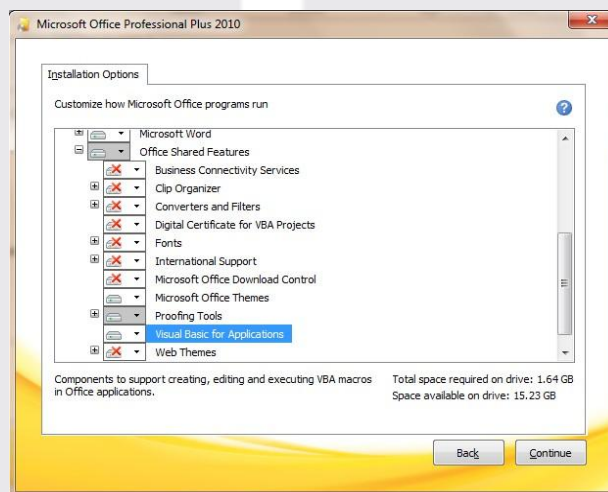 Microsoft Office Professional Plus 2010
Installation Options
Customize how Microsoft Office programs run
Microsoft Word
Office Shared Features
Business Connectivity Services
Clip Organizer
Converters and Filters
Digital Certificate for VBA Projects
Fonts
International Support
Microsoft Office Download Control
Microsoft Office Themes
Proofing Tools
Visual Basic for Applications
Web Themes
Components to support creating, editing and executing VBA macros
in Office applications.
Total space required on drive: 1.64 GB
Space available on drive: 15.23 GB
Back
Continue